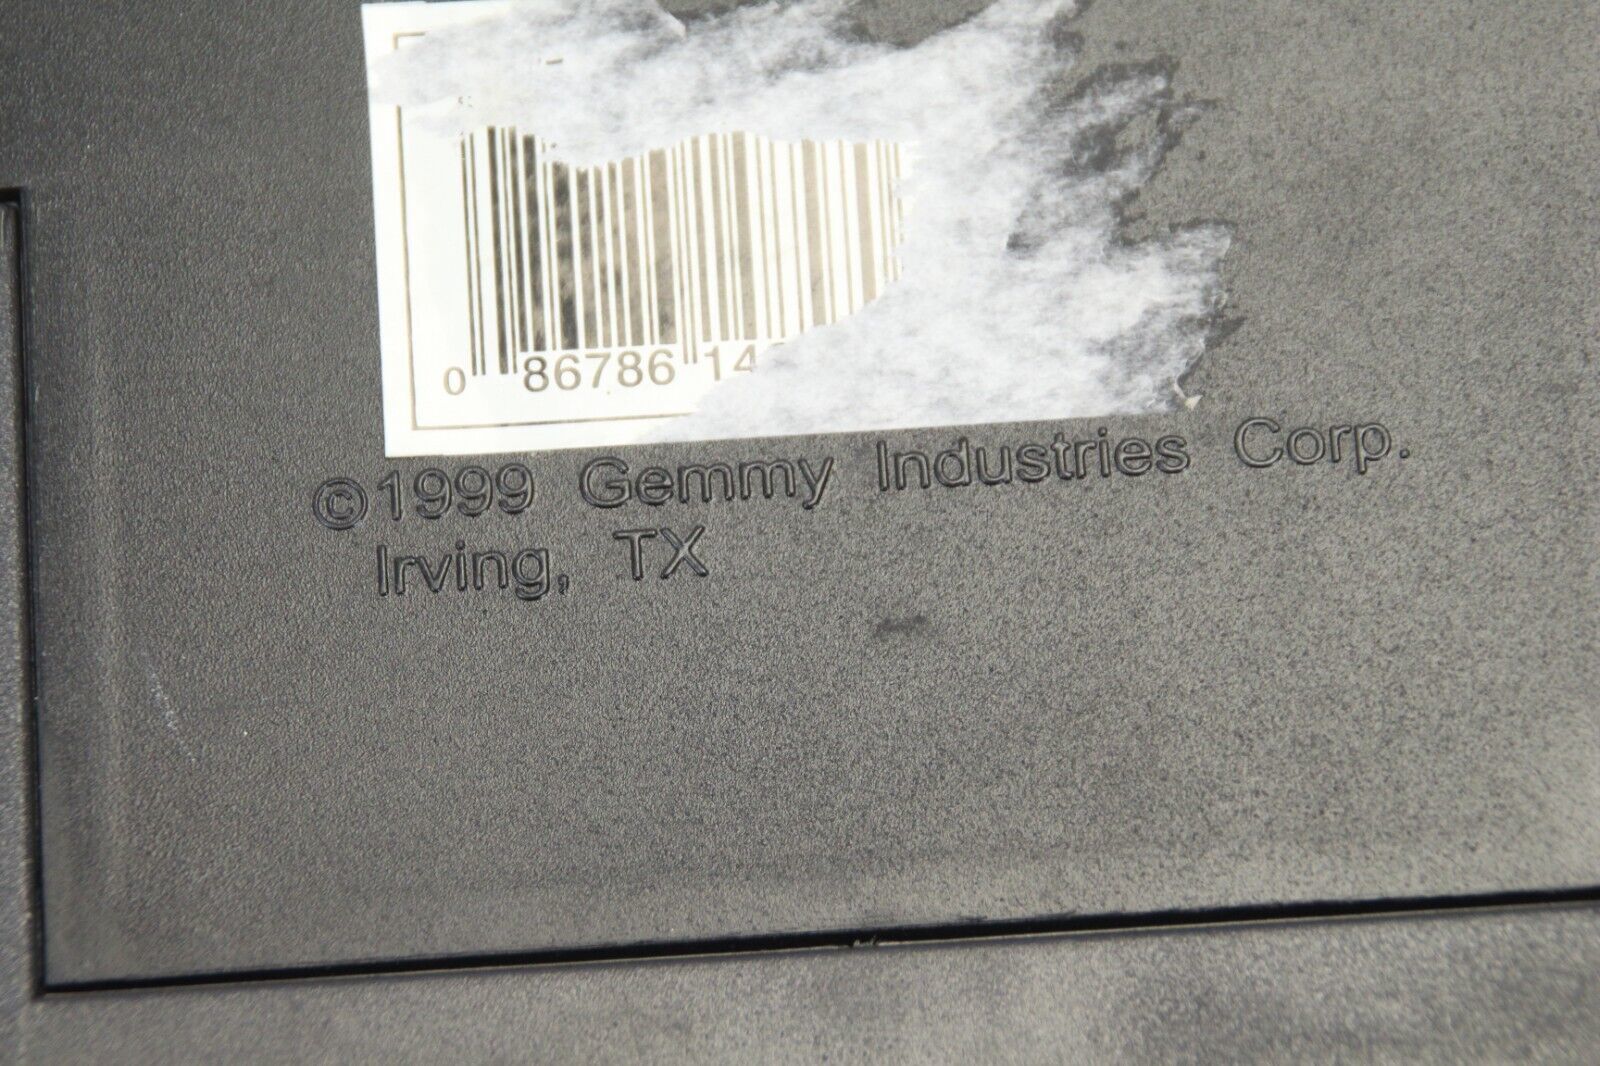 0 86786 14
©1999 Gemmy Industries Corp.
Irving, TX